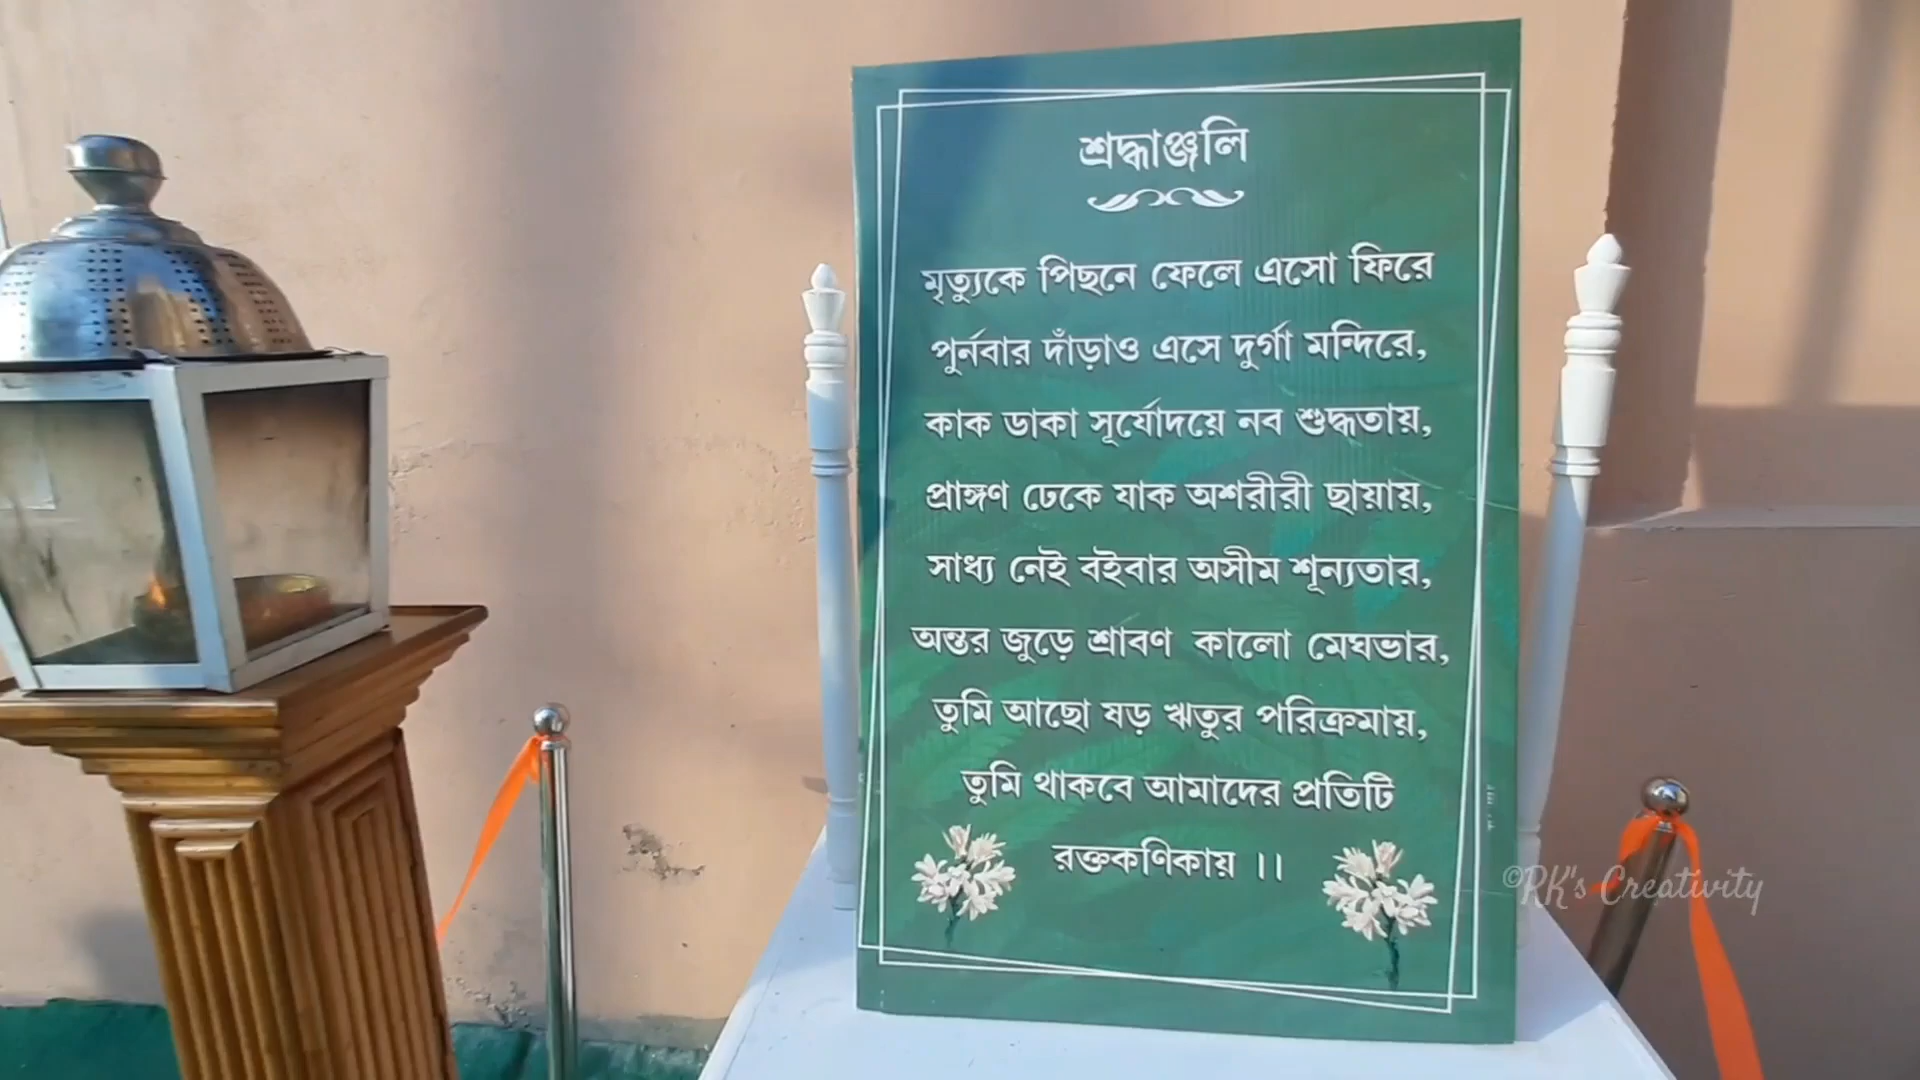 শ্রদ্ধাঞ্জলি
মৃত্যুকে পিছনে ফেলে এসো ফিরে
পুর্নবার দাঁড়াও এসে দুর্গা মন্দিরে,
কাক ডাকা সূর্যোদয়ে নব শুদ্ধতায়,
প্রাঙ্গণ ঢেকে যাক অশরীরী ছায়ায়,
সাধ্য নেই বইবার অসীম শূন্যতার,
অন্তর জুড়ে শ্রাবণ কালো মেঘভার,
তুমি আছো ষড় ঋতুর পরিক্রমায়,
তুমি থাকবে আমাদের প্রতিটি
রক্তকণিকায় ।।
©RK's Creativity